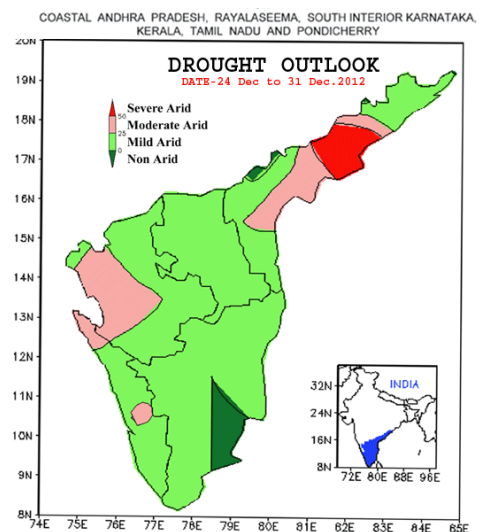 COASTAL ANDHRA PRADESH, RAYALASEEMA, SOUTH INTERIOR KARNATAKA,
KERALA, TAMIL NADU AND PONDICHERRY
20N
DROUGHT OUTLOOK
DATE-24 Dec to 31 Dec.2012
19N
Severe Arid
50
Moderate Arid
25
Mild Arid
0
Non Arid
18N
17N
16N
15N
14N
13N
12N
11N
10N
9N
8N
INDIA
32N
24N
16N
8N
72E 80E 88E 96E
74E 75E 76E 77E 78E 79E 80E 81E 62E 83E 84E 65E